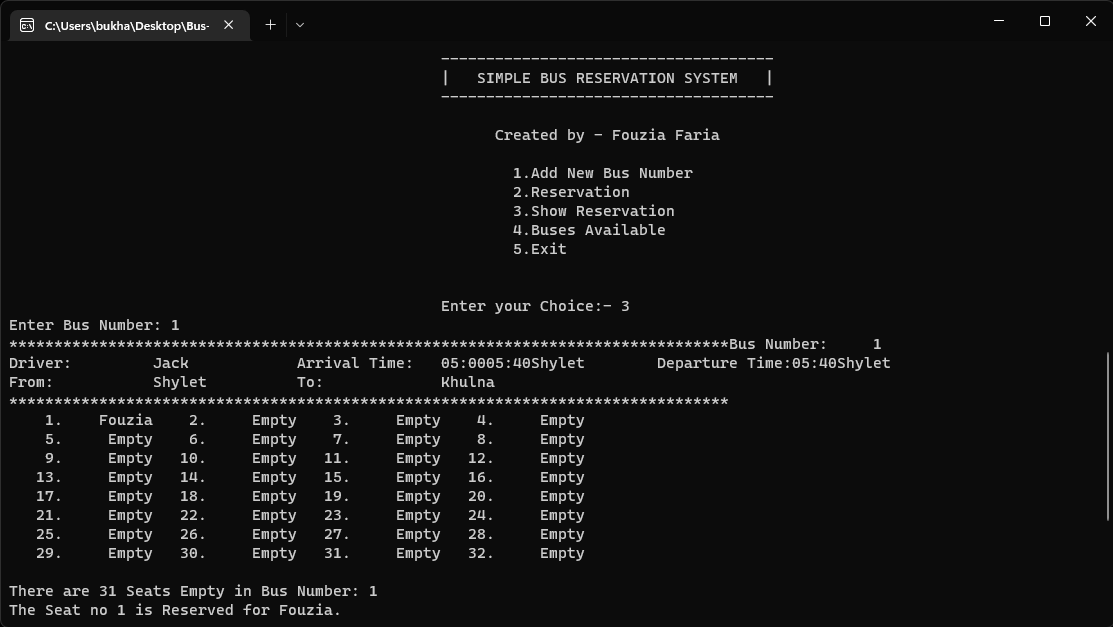 C:\Users\bukha\Desktop\Bus-
-------------------------------------
|   SIMPLE BUS RESERVATION SYSTEM   |
-------------------------------------
Created by - Fouzia Faria
1.Add New Bus Number
2.Reservation
3.Show Reservation
4.Buses Available
5.Exit
Enter your Choice:- 3
Enter Bus Number: 1
********************************************************************************Bus Number:     1
Driver:         Jack            Arrival Time:   05:0005:40Shylet        Departure Time:05:40Shylet
From:           Shylet          To:             Khulna
********************************************************************************
1.    Fouzia    2.     Empty    3.     Empty    4.     Empty
5.     Empty    6.     Empty    7.     Empty    8.     Empty
9.     Empty   10.     Empty   11.     Empty   12.     Empty
13.     Empty   14.     Empty   15.     Empty   16.     Empty
17.     Empty   18.     Empty   19.     Empty   20.     Empty
21.     Empty   22.     Empty   23.     Empty   24.     Empty
25.     Empty   26.     Empty   27.     Empty   28.     Empty
29.     Empty   30.     Empty   31.     Empty   32.     Empty
There are 31 Seats Empty in Bus Number: 1
The Seat no 1 is Reserved for Fouzia.